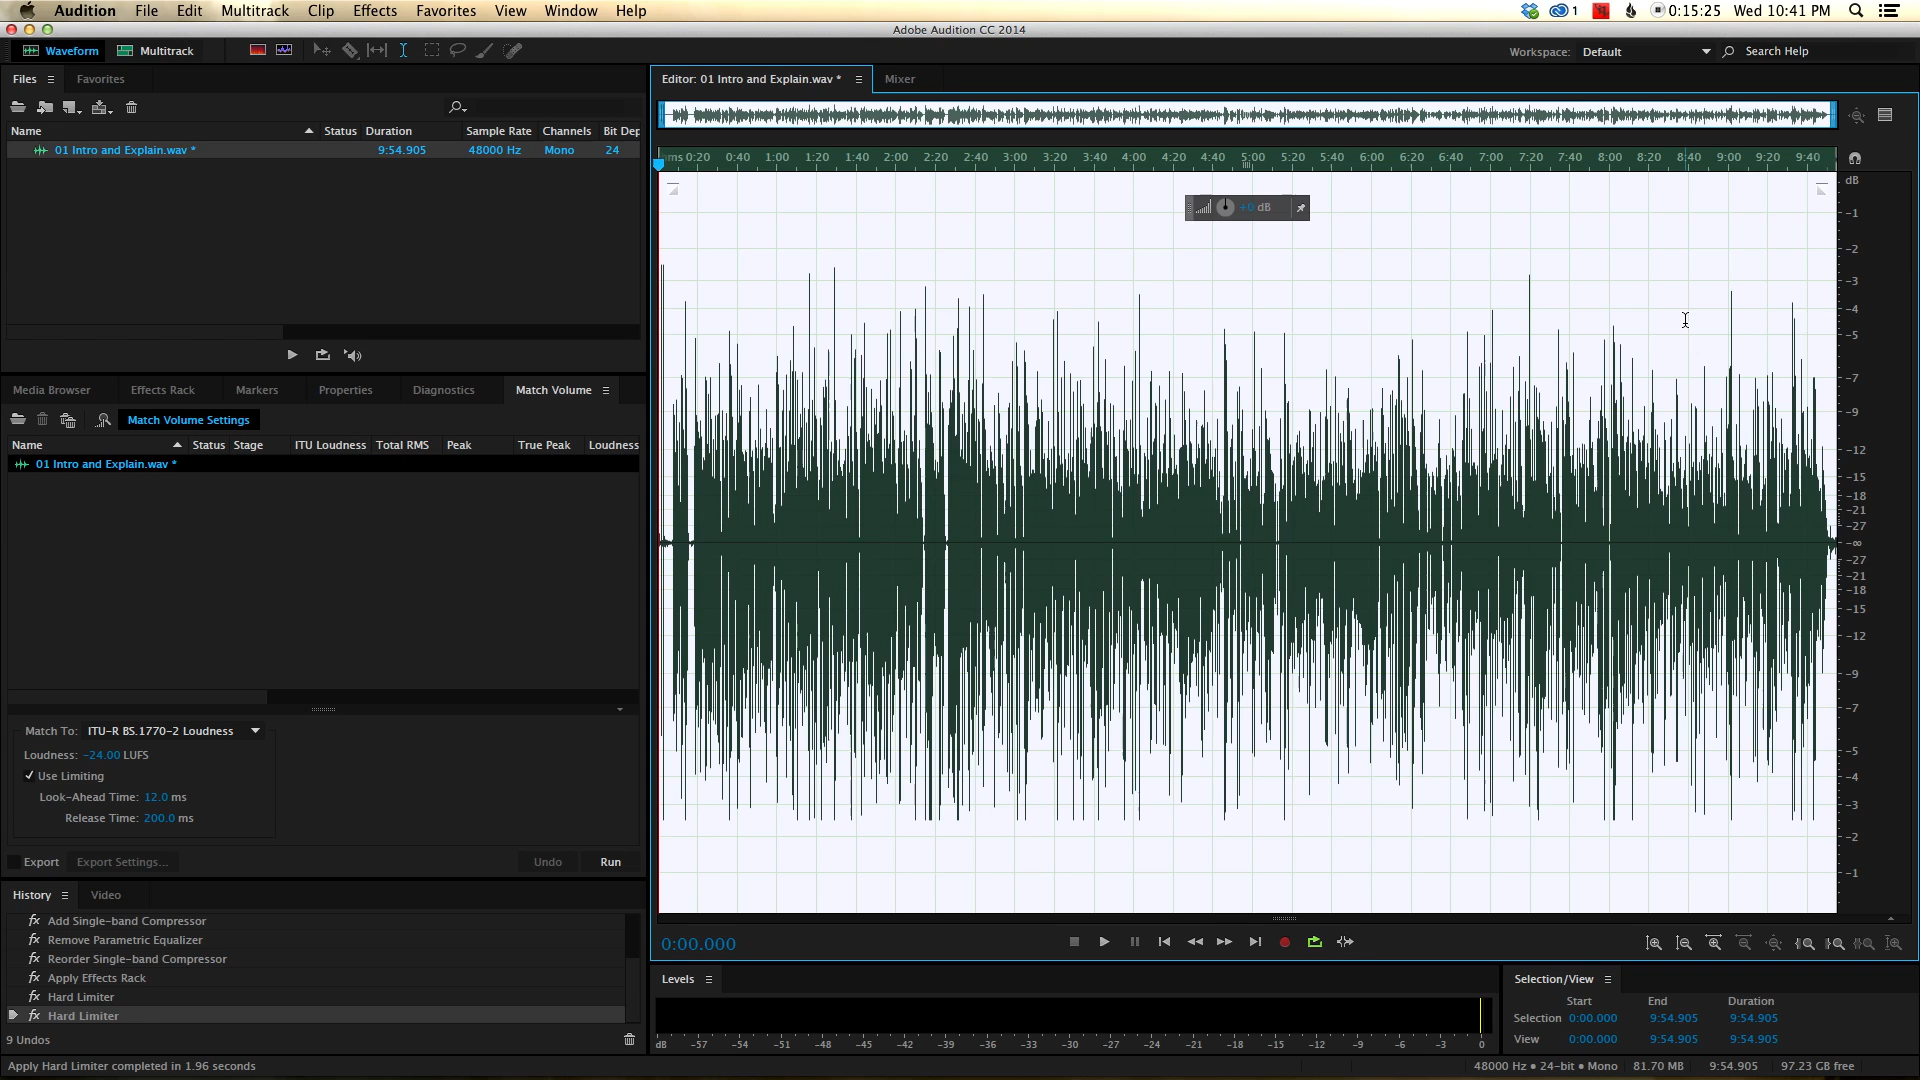 Audition File Edit Multitrack Clip Effects Favorites View Window Help 1 0:15:25 Wed 10:41 PM
Adobe Audition CC 2014
Waveform Multitrack Workspace: Default Search Help
Files Favorites
Name Status Duration Sample Rate Channels Bit Dep
01 Intro and Explain.wav * 9:54.905 48000 Hz Mono 24
Media Browser Effects Rack Markers Properties Diagnostics Match Volume
Match Volume Settings
Name Status Stage ITU Loudness Total RMS Peak True Peak Loudness
01 Intro and Explain.wav *
Match To: ITU-R BS.1770-2 Loudness
Loudness: -24.00 LUFS
Use Limiting
Look-Ahead Time: 12.0 ms
Release Time: 200.0 ms
Export Export Settings... Undo Run
History Video
fx Add Single-band Compressor
fx Remove Parametric Equalizer
fx Reorder Single-band Compressor
fx Apply Effects Rack
fx Hard Limiter
fx Hard Limiter
9 Undos
Apply Hard Limiter completed in 1.96 seconds
Editor: 01 Intro and Explain.wav * Mixer
hms 0:20 0:40 1:00 1:20 1:40 2:00 2:20 2:40 3:00 3:20 3:40 4:00 4:20 4:40 5:00 5:20 5:40 6:00 6:20 6:40 7:00 7:20 7:40 8:00 8:20 8:40 9:00 9:20 9:40
+0 dB
dB
-1
-2
-3
-4
-5
-7
-9
-12
-15
-18
-21
-27
-∞
-27
-21
-18
-15
-12
-9
-7
-5
-4
-3
-2
-1
0:00.000
Levels
dB -57 -54 -51 -48 -45 -42 -39 -36 -33 -30 -27 -24 -21 -18 -15 -12 -9 -6 -3 0
Selection/View
Start End Duration
Selection 0:00.000 9:54.905 9:54.905
View 0:00.000 9:54.905 9:54.905
48000 Hz • 24-bit • Mono 81.70 MB 9:54.905 97.23 GB free